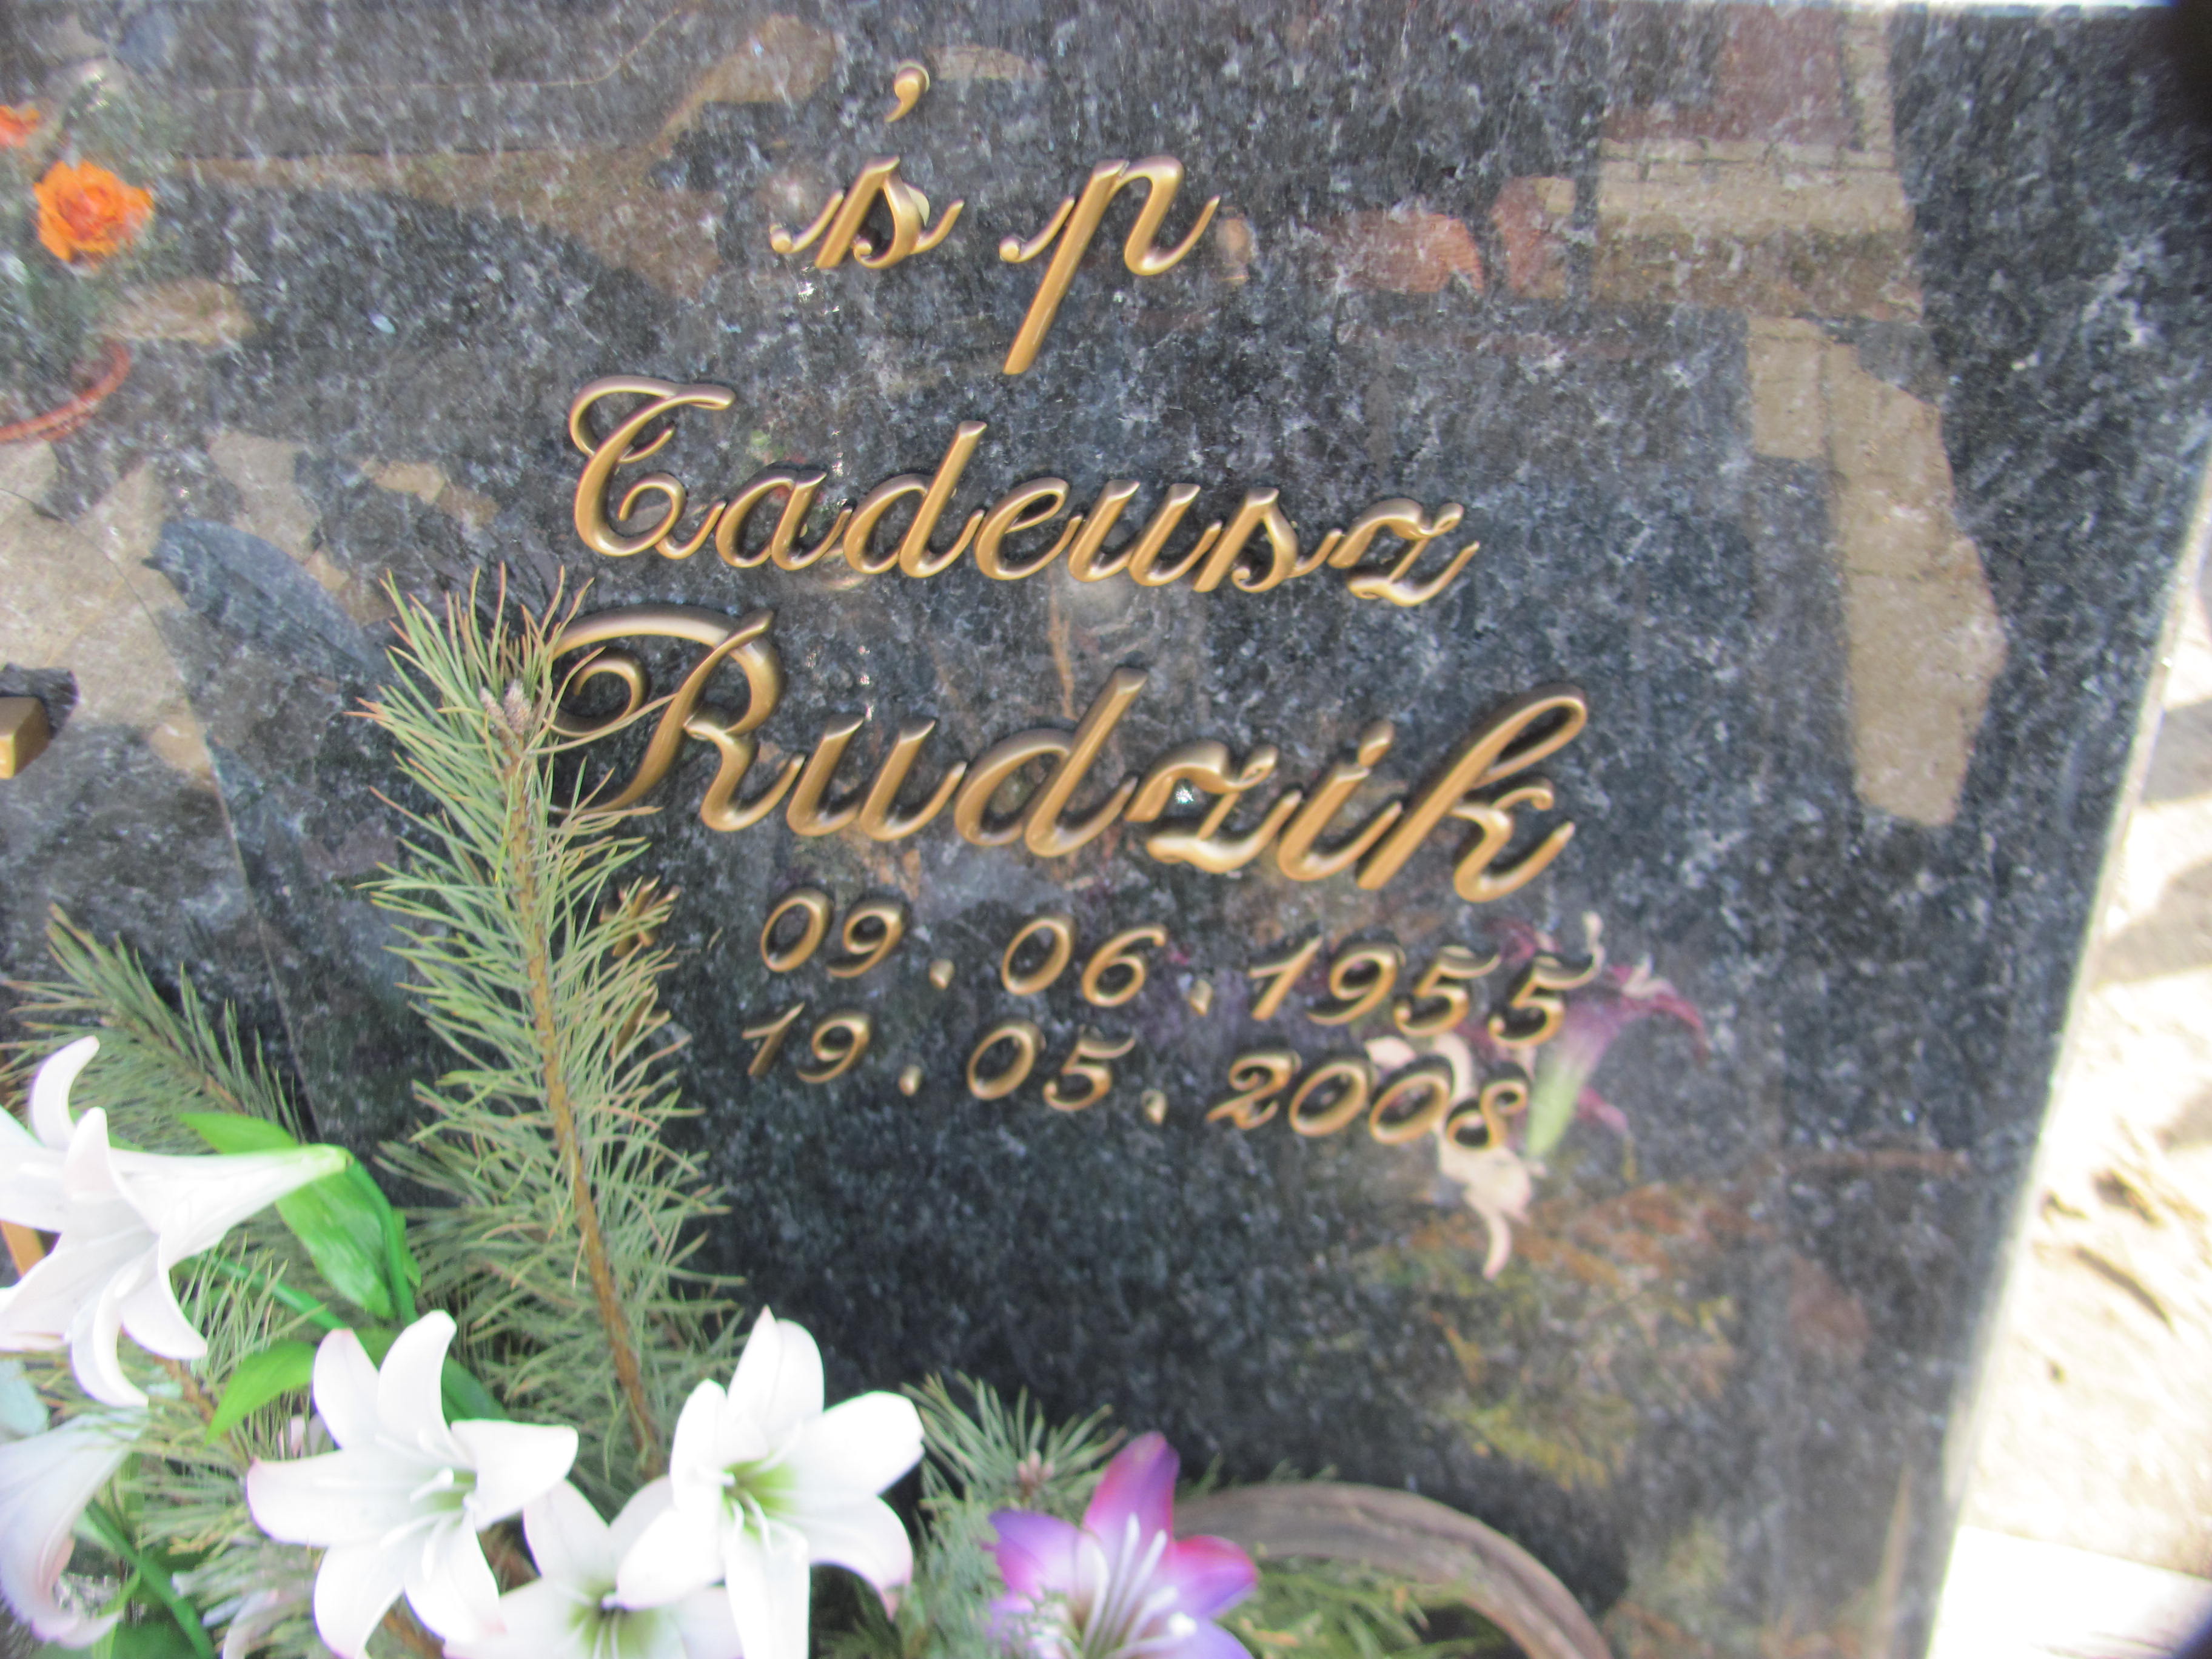 ś p
Tadeusz
Rudzik
* 09.06.1955
19.05.2008